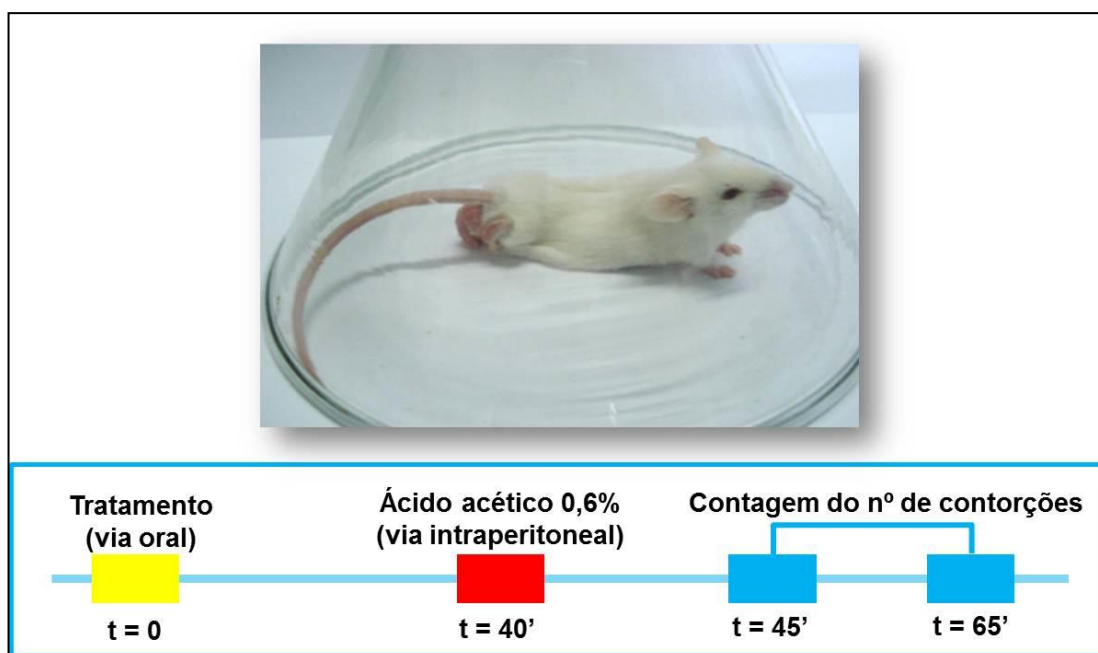 Tratamento
(via oral)
Ácido acético 0,6%
(via intraperitoneal)
Contagem do nº de contorções
t = 0
t = 40’
t = 45’
t = 65’